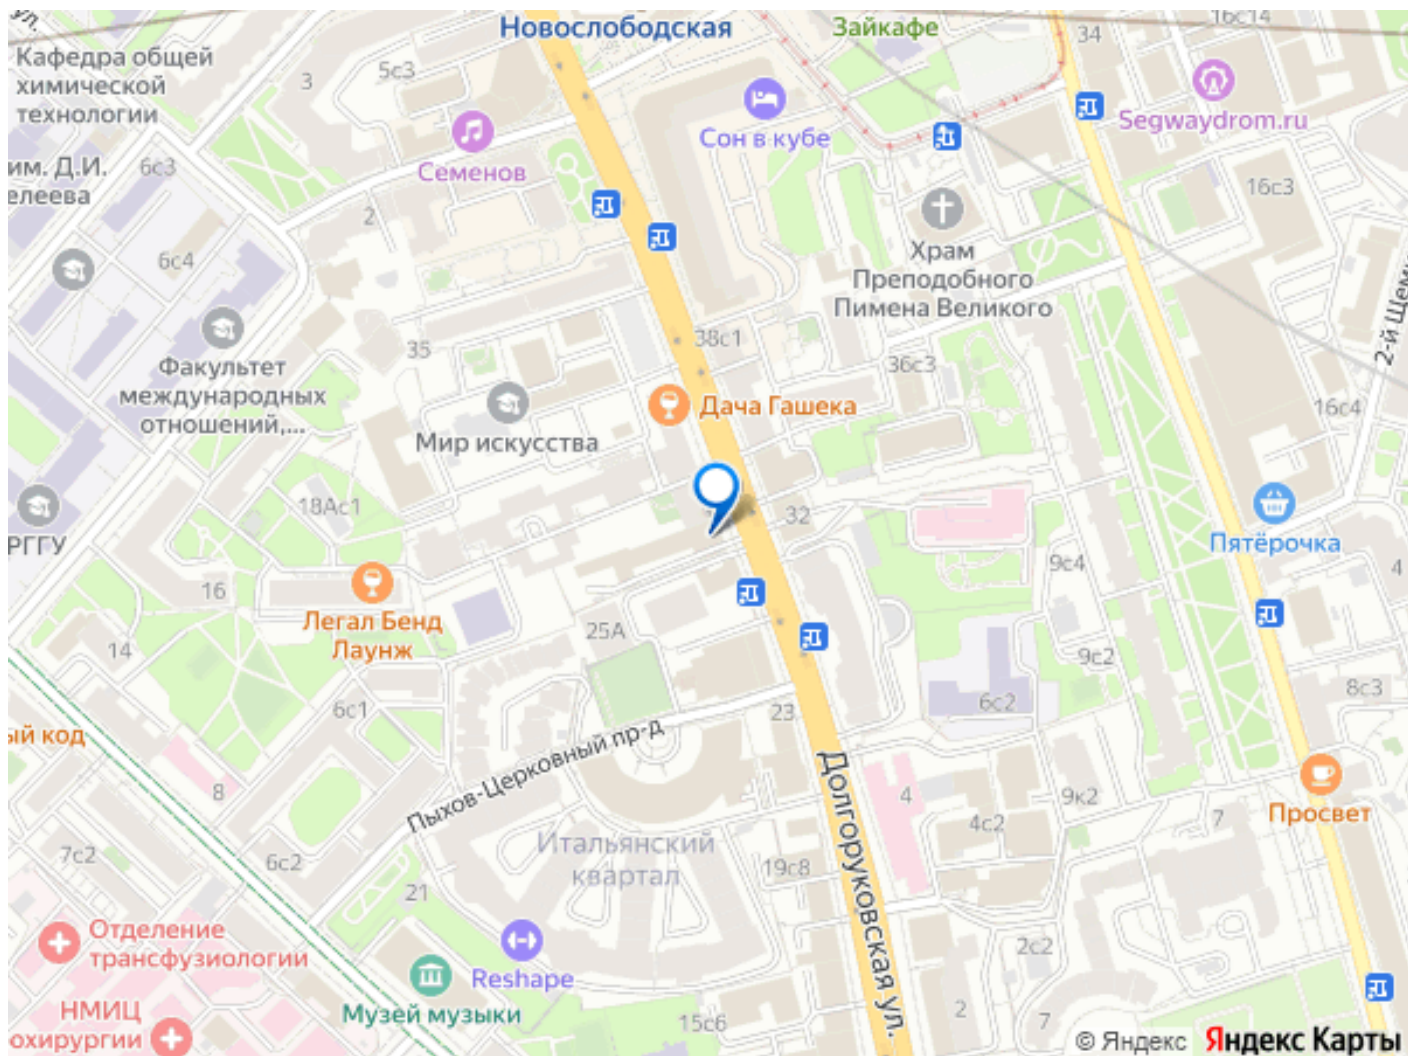 ул.
Новослободская
Зайкафе
16с14
34
Кафедра общей
химической
технологии
им. Д.И.
елеева
3
5с3
Семенов
Сон в кубе
Segwaydrom.ru
6с3
16с3
2
6с4
Храм
Преподобного
Пимена Великого
2-й Щеми
38с1
35
36с3
Факультет
международных
отношений,...
Дача Гашека
16с4
Мир искусства
18Ас1
32
РГГУ
Пятёрочка
9с4
4
16
Легал Бенд
Лаунж
25А
14
9с2
8с3
6с1
6с2
23
ый код
Пыхов-Церковный пр-д
Долгоруковская ул.
8
4
9к2
Просвет
4с2
7
Итальянский
квартал
7с2
6с2
19с8
21
Отделение
трансфузиологии
2с2
Reshape
НМИЦ
охирургии
Музей музыки
15с6
2
7
© Яндекс Яндекс Карты